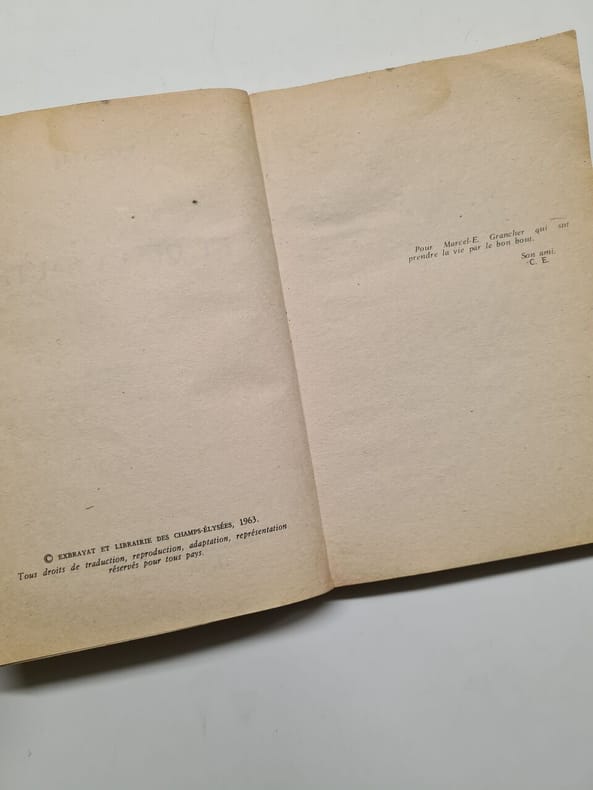 © EXBRAYAT ET LIBRAIRIE DES CHAMPS-ÉLYSÉES, 1963.
Tous droits de traduction, reproduction, adaptation, représentation
réservés pour tous pays.
Pour Marcel-E. Grancher qui sut
prendre la vie par le bon bout.
Son ami.
C. E.